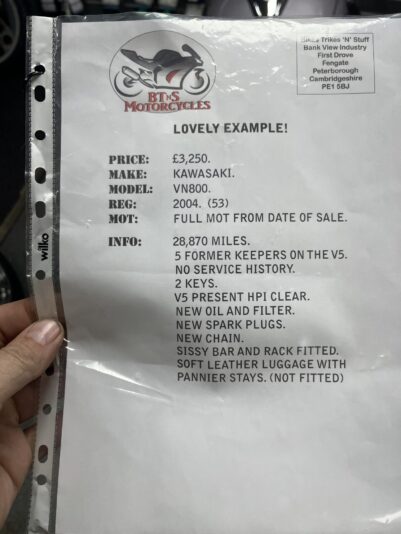 Bikes Trikes 'N' Stuff
Bank View Industry
First Drove
Fengate
Peterborough
Cambridgeshire
PE1 5BJ
BT'N'S
MOTORCYCLES
LOVELY EXAMPLE!
PRICE: £3,250.
MAKE: KAWASAKI.
MODEL: VN800.
REG: 2004. (53)
MOT: FULL MOT FROM DATE OF SALE.
INFO: 28,870 MILES.
5 FORMER KEEPERS ON THE V5.
NO SERVICE HISTORY.
2 KEYS.
V5 PRESENT HPI CLEAR.
NEW OIL AND FILTER.
NEW SPARK PLUGS.
NEW CHAIN.
SISSY BAR AND RACK FITTED.
SOFT LEATHER LUGGAGE WITH
PANNIER STAYS. (NOT FITTED)
wilko